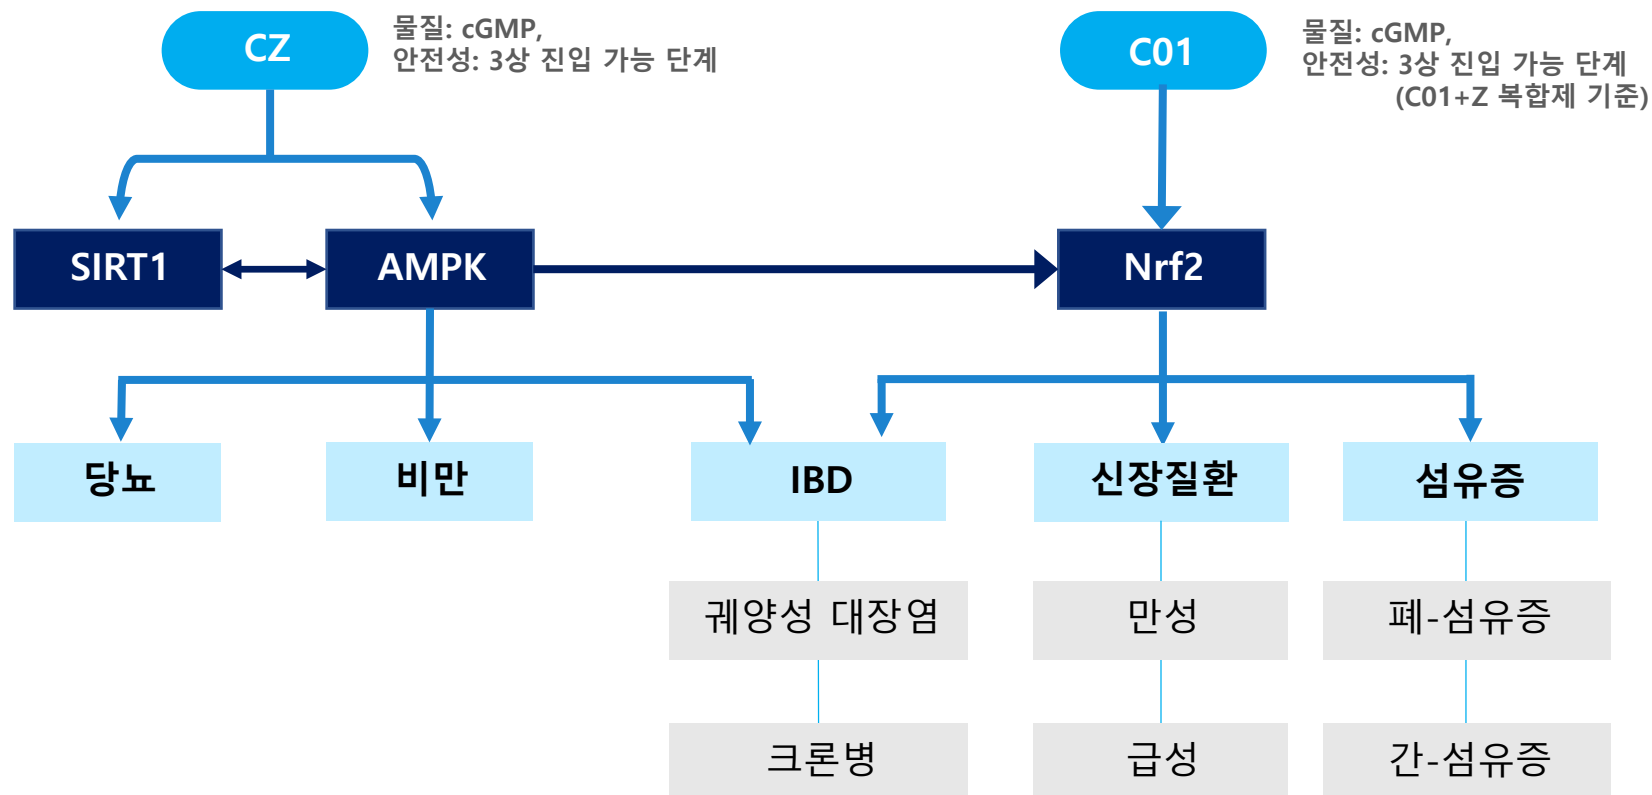 CZ
물질: cGMP,
안전성: 3상 진입 가능 단계
C01
물질: cGMP,
안전성: 3상 진입 가능 단계
(C01+Z 복합제 기준)
SIRT1
AMPK
Nrf2
당뇨
비만
IBD
신장질환
섬유증
궤양성 대장염
만성
폐-섬유증
크론병
급성
간-섬유증